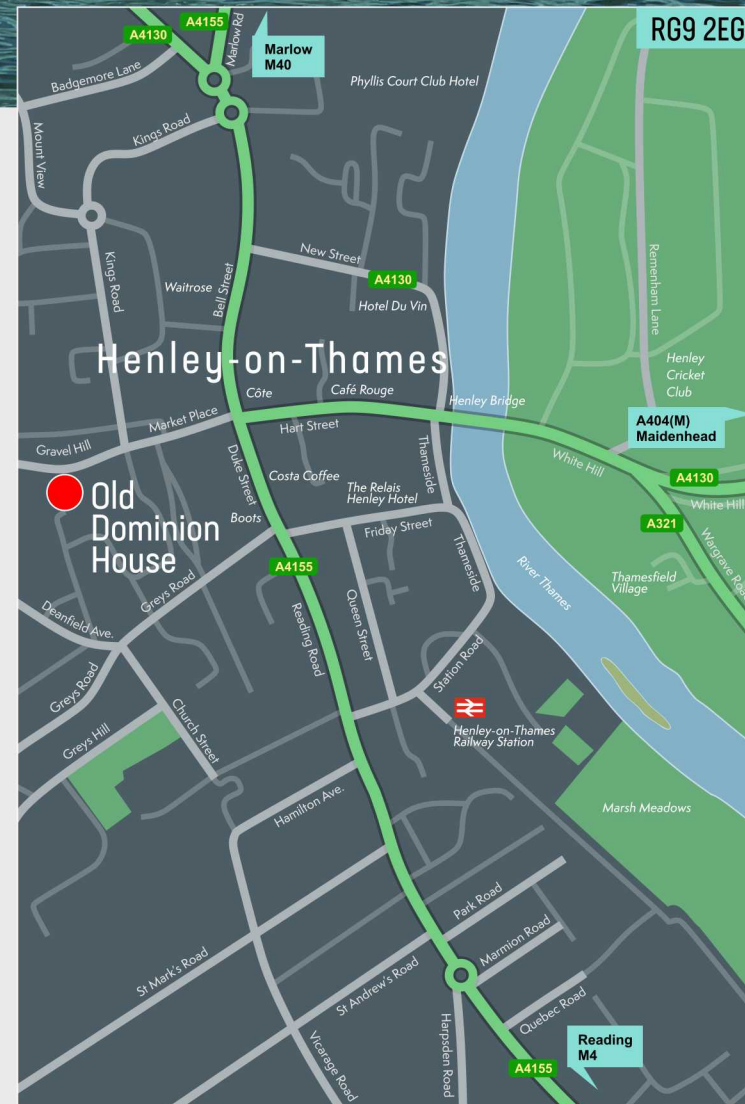 RG9 2EG
A4155
A4130
Marlow Rd
Marlow
M40
Badgemore Lane
Phyllis Court Club Hotel
Kings Road
Mount View
Kings Road
New Street
A4130
Waitrose
Bell Street
Hotel Du Vin
Remenham Lane
Henley-on-Thames
Henley
Cricket
Club
Côte
Café Rouge
Henley Bridge
Market Place
Hart Street
A404(M)
Maidenhead
Gravel Hill
Duke Street
Thameside
White Hill
Costa Coffee
A4130
Old
Dominion
House
The Relais
Henley Hotel
White Hill
Boots
Friday Street
A321
Wargrave Road
A4155
Greys Road
Thameside
River Thames
Thamesfield
Village
Deanfield Ave.
Reading Road
Queen Street
Station Road
Greys Road
Church Street
Greys Hill
Henley-on-Thames
Railway Station
Hamilton Ave.
Marsh Meadows
Park Road
Marmion Road
St Mark's Road
St Andrew's Road
Quebec Road
Vicarage Road
Harpsden Road
Reading
M4
A4155